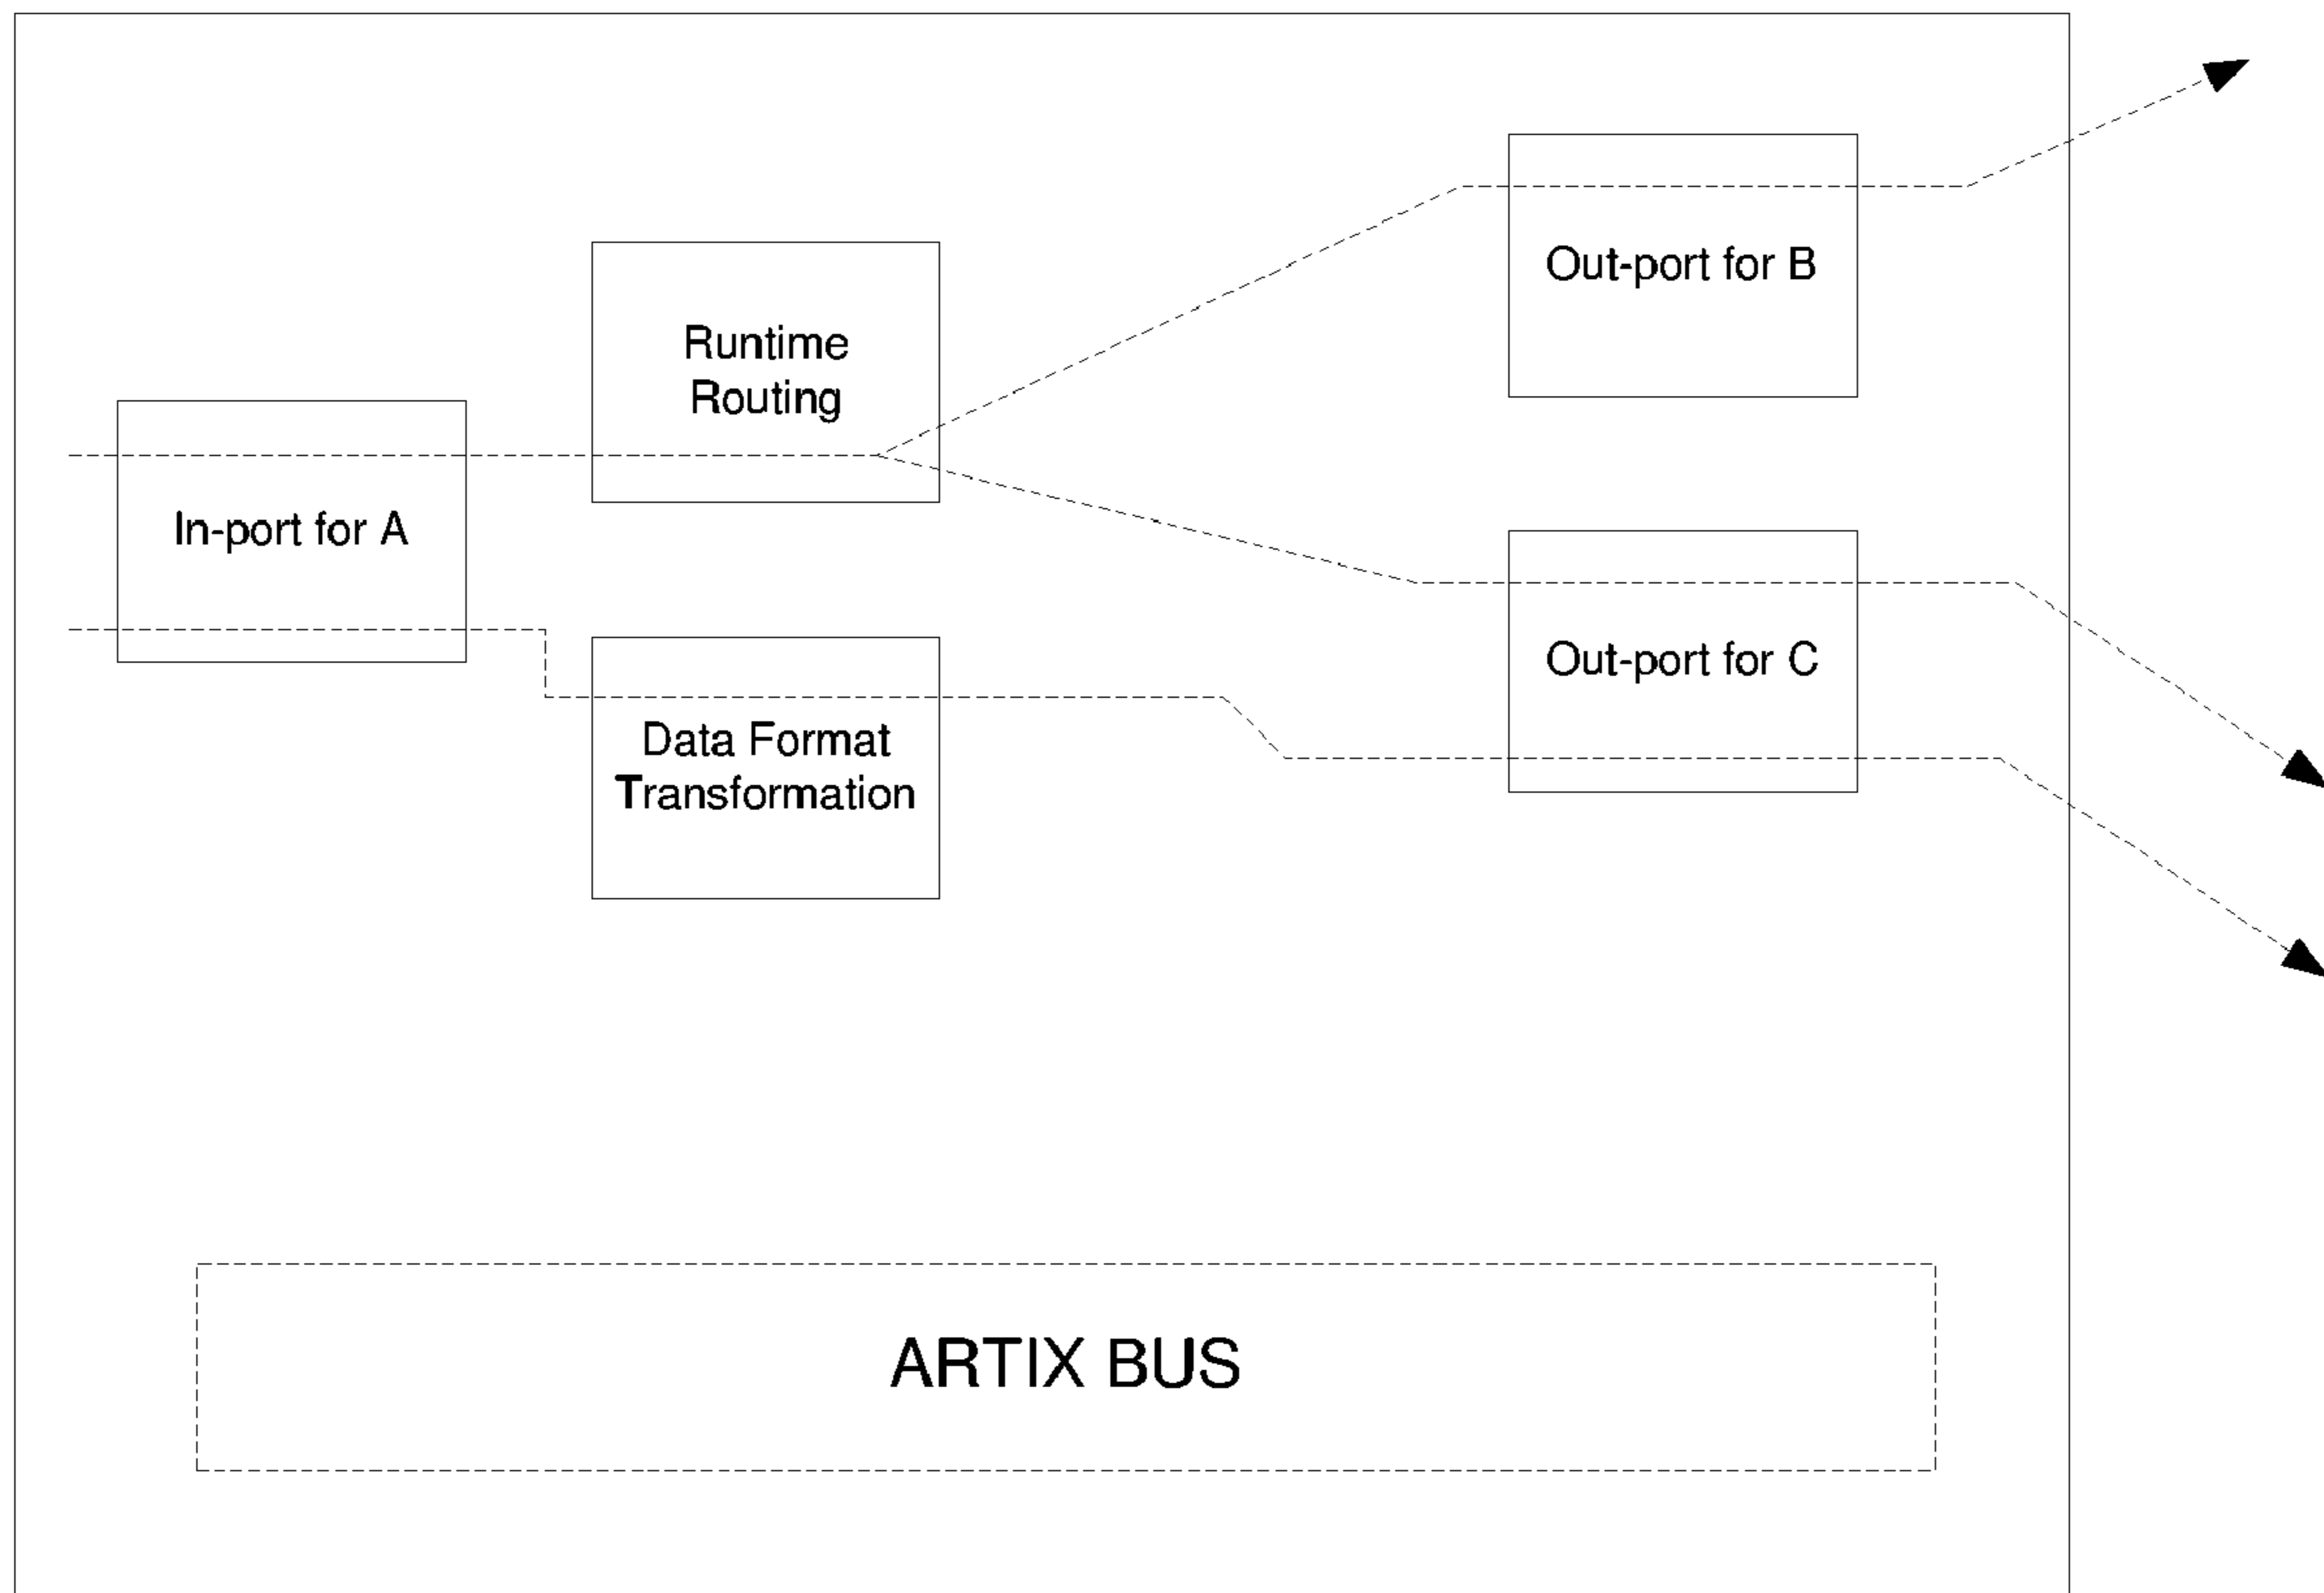 Out-port for B
Runtime
Routing
In-port for A
Out-port for C
Data Format
Transformation
ARTIX BUS